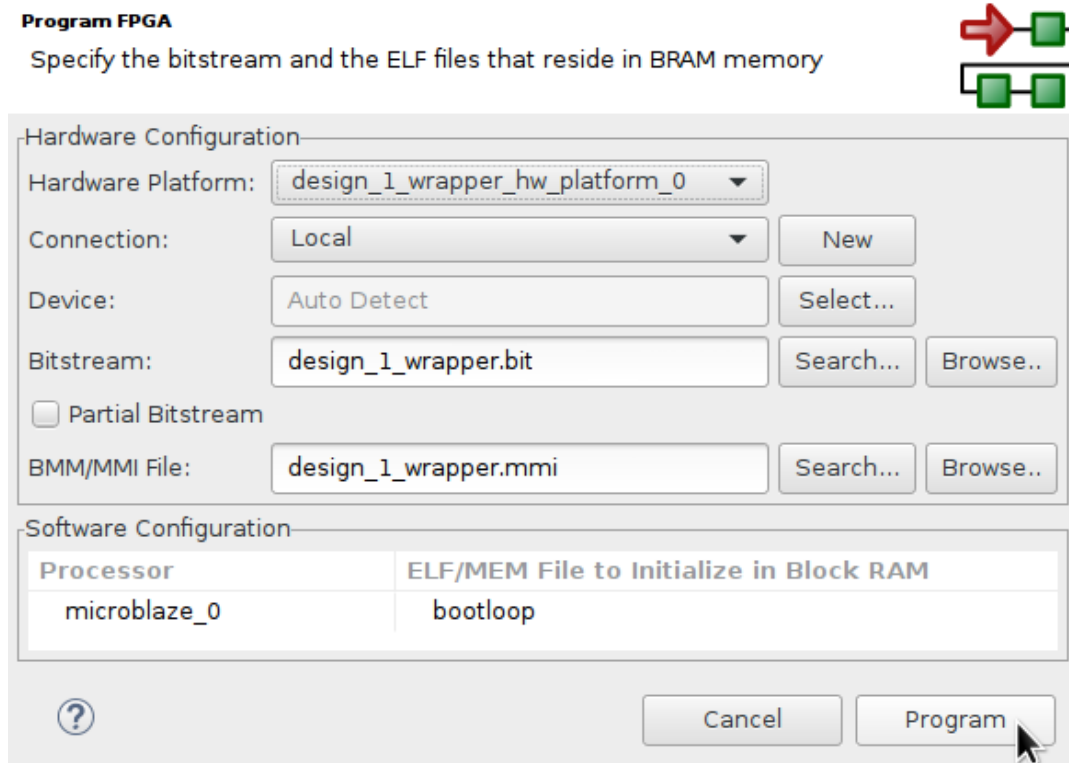 Program FPGA
Specify the bitstream and the ELF files that reside in BRAM memory
Hardware Configuration
Hardware Platform: design_1_wrapper_hw_platform_0
Connection: Local New
Device: Auto Detect Select...
Bitstream: design_1_wrapper.bit Search... Browse..
Partial Bitstream
BMM/MMI File: design_1_wrapper.mmi Search... Browse..
Software Configuration
Processor ELF/MEM File to Initialize in Block RAM
microblaze_0 bootloop
? Cancel Program